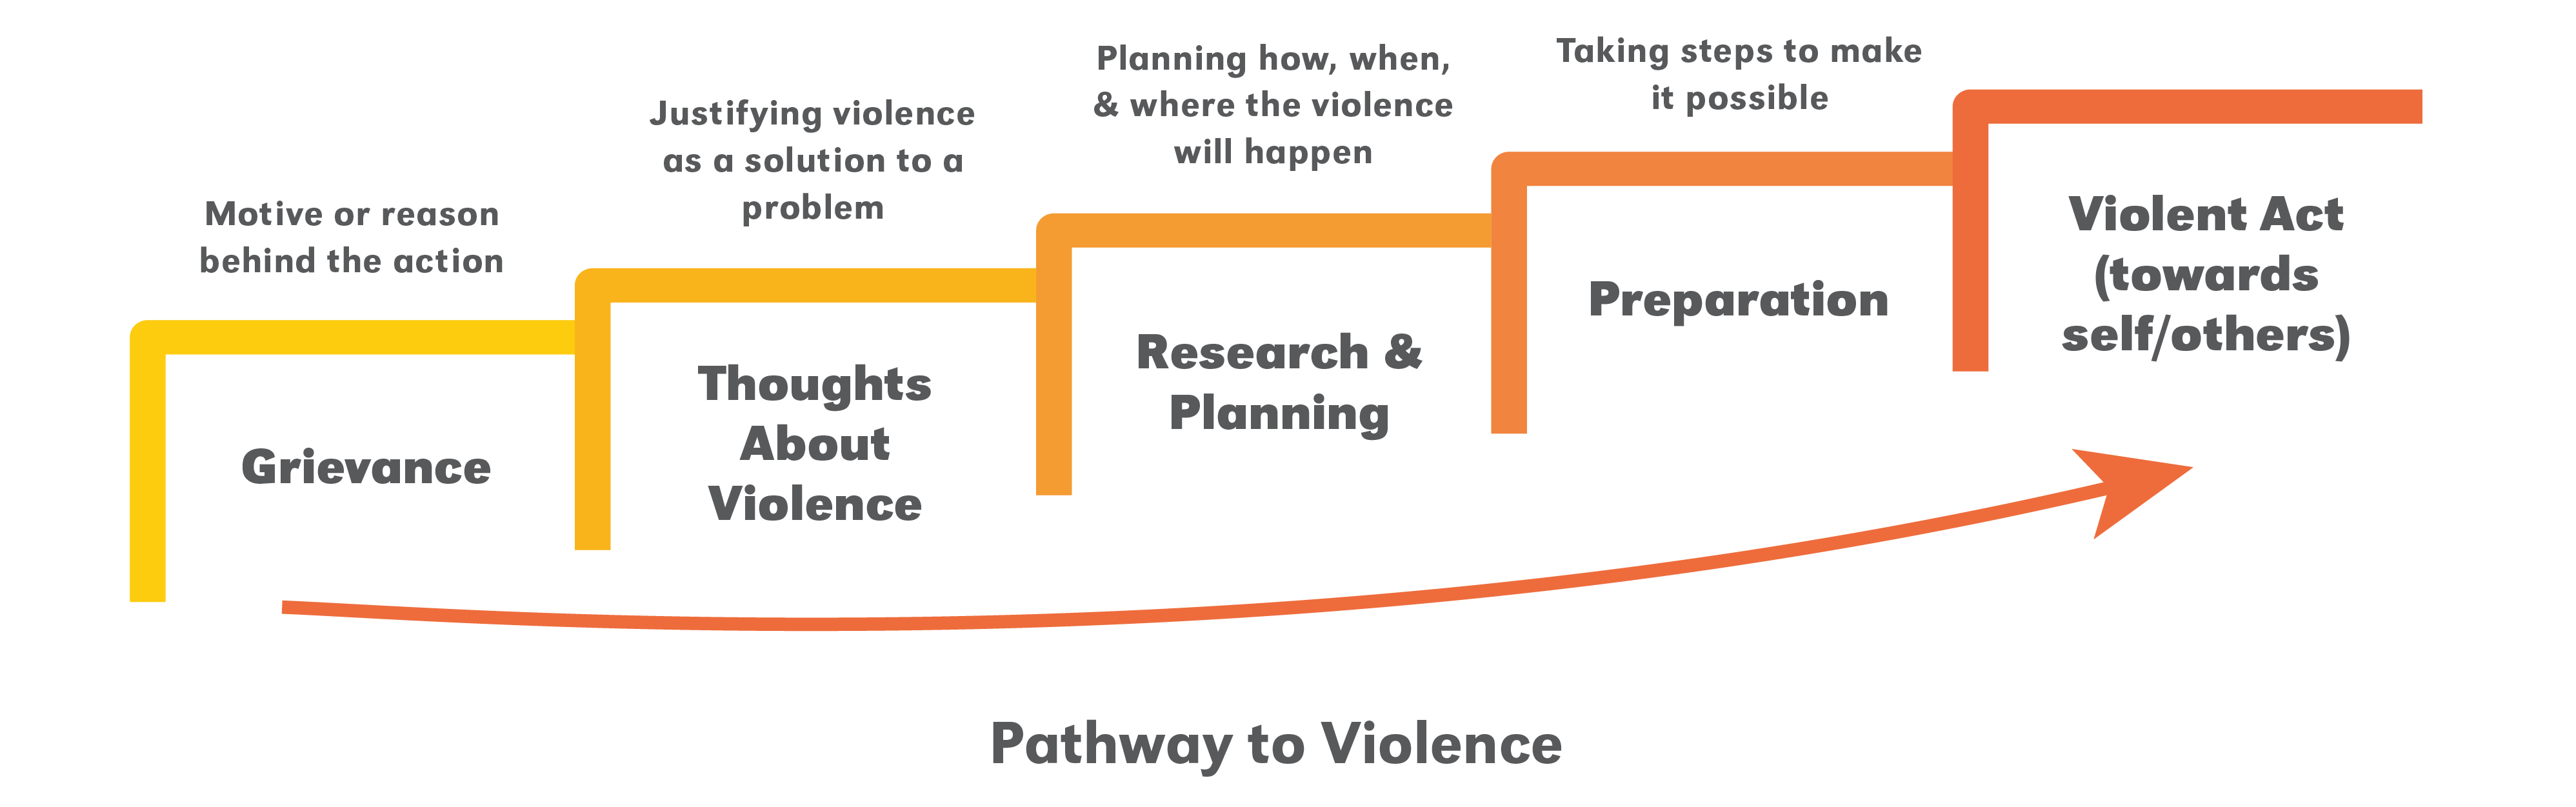 Motive or reason
behind the action
Grievance
Justifying violence
as a solution to a
problem
Thoughts
About
Violence
Planning how, when,
& where the violence
will happen
Research &
Planning
Taking steps to make
it possible
Preparation
Violent Act
(towards
self/others)
Pathway to Violence